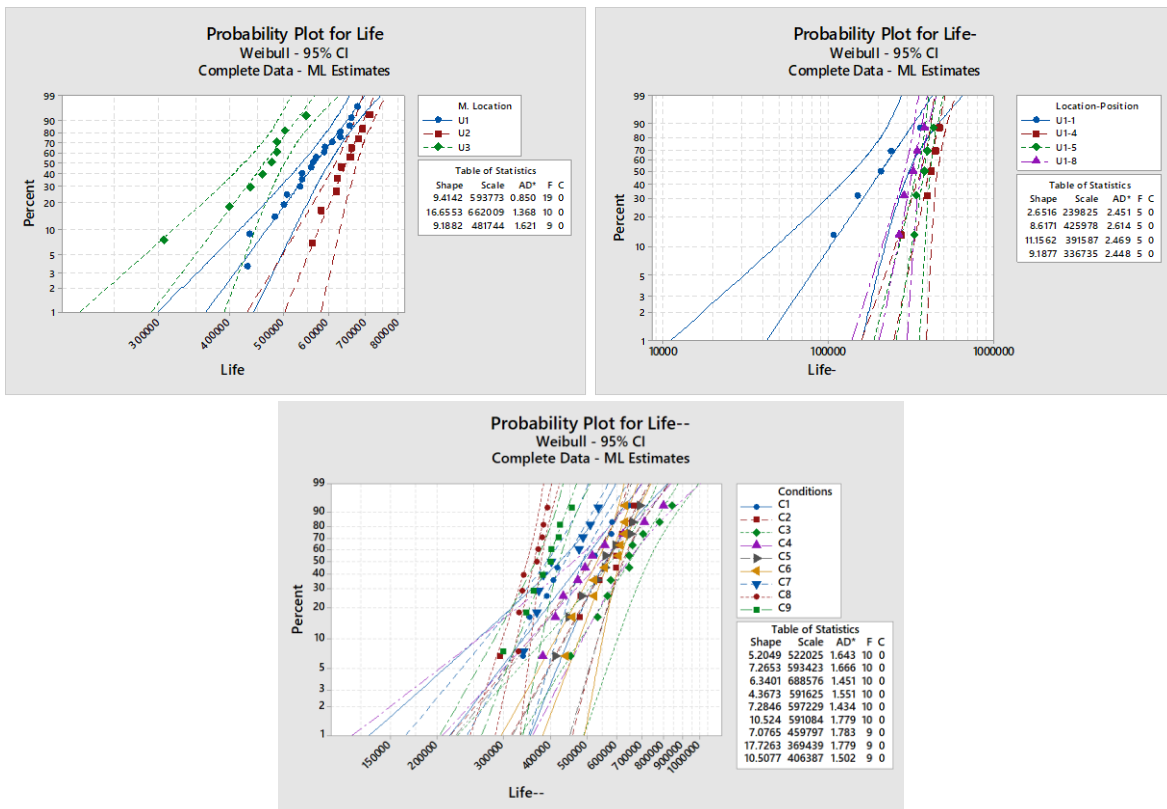 Probability Plot for Life
Weibull - 95% CI
Complete Data - ML Estimates
Percent
99
90
80
70
60
50
40
30
20
10
5
3
2
1
300000
400000
500000
600000
700000
800000
Life
M. Location
U1
U2
U3
Table of Statistics
Shape Scale AD* F C
9.4142 593773 0.850 19 0
16.6553 662009 1.368 10 0
9.1882 481744 1.621 9 0
Probability Plot for Life-
Weibull - 95% CI
Complete Data - ML Estimates
Percent
99
90
70
50
30
10
5
3
2
1
10000
100000
1000000
Life-
Location-Position
U1-1
U1-4
U1-5
U1-8
Table of Statistics
Shape Scale AD* F C
2.6516 239825 2.451 5 0
8.6171 425978 2.614 5 0
11.1562 391587 2.469 5 0
9.1877 336735 2.448 5 0
Probability Plot for Life--
Weibull - 95% CI
Complete Data - ML Estimates
Percent
99
90
80
70
60
40
30
20
10
5
3
2
1
150000
200000
300000
400000
500000
600000
700000
800000
900000
1000000
Life--
Conditions
C1
C2
C3
C4
C5
C6
C7
C8
C9
Table of Statistics
Shape Scale AD* F C
5.2049 522025 1.643 10 0
7.2653 593423 1.666 10 0
6.3401 688576 1.451 10 0
4.3673 591625 1.551 10 0
7.2846 597229 1.434 10 0
10.524 591084 1.779 10 0
7.0765 459797 1.783 9 0
17.7263 369439 1.779 9 0
10.5077 406387 1.502 9 0